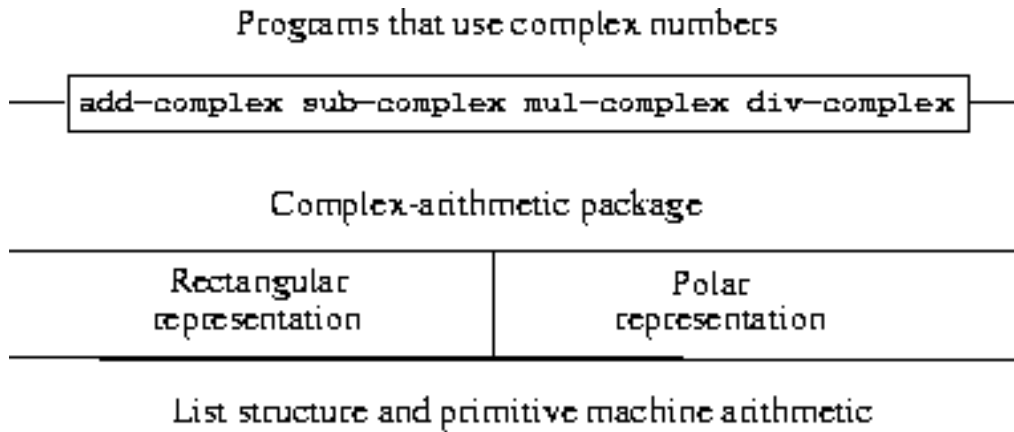 Programs that use complex numbers
add-complex sub-complex mul-complex div-complex
Complex-arithmetic package
Rectangular
representation
Polar
representation
List structure and primitive machine arithmetic